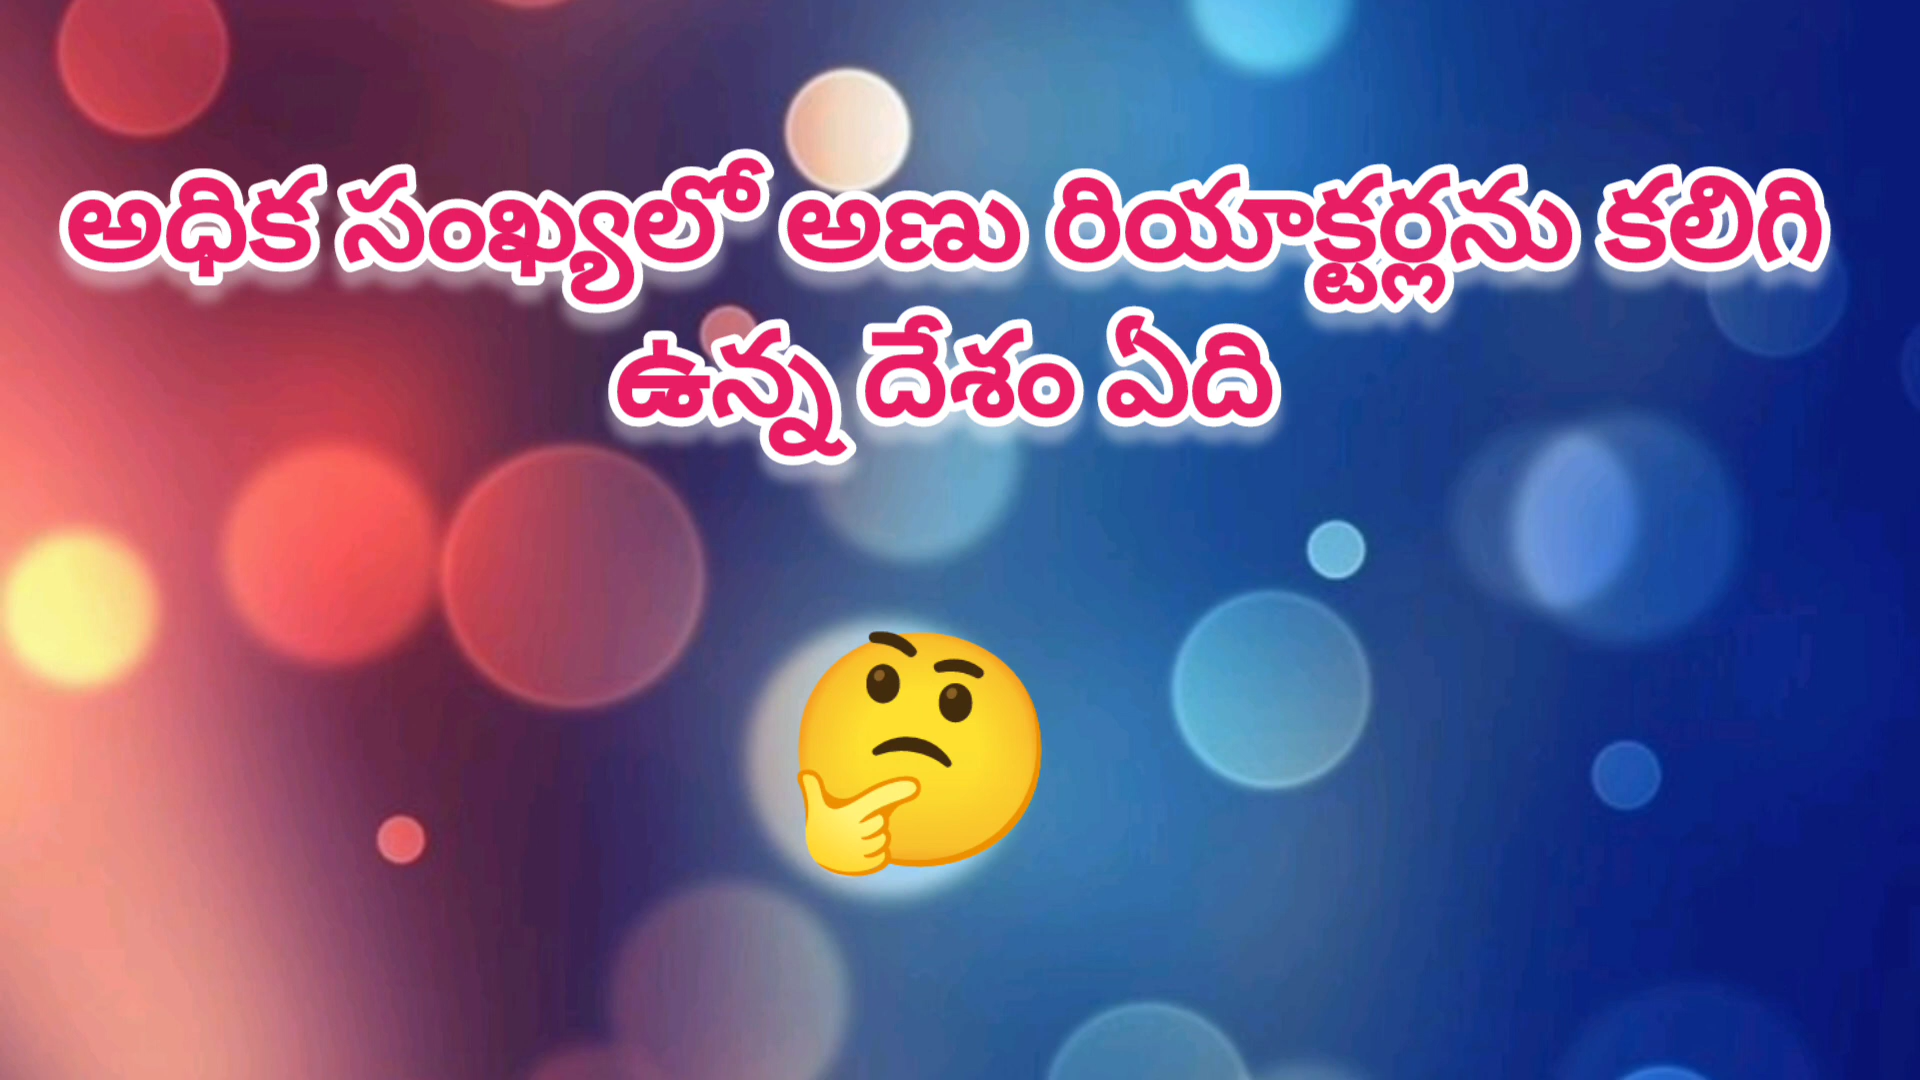 అధిక సంఖ్యలో అణు రియాక్టర్లను కలిగి
ఉన్న దేశం ఏది